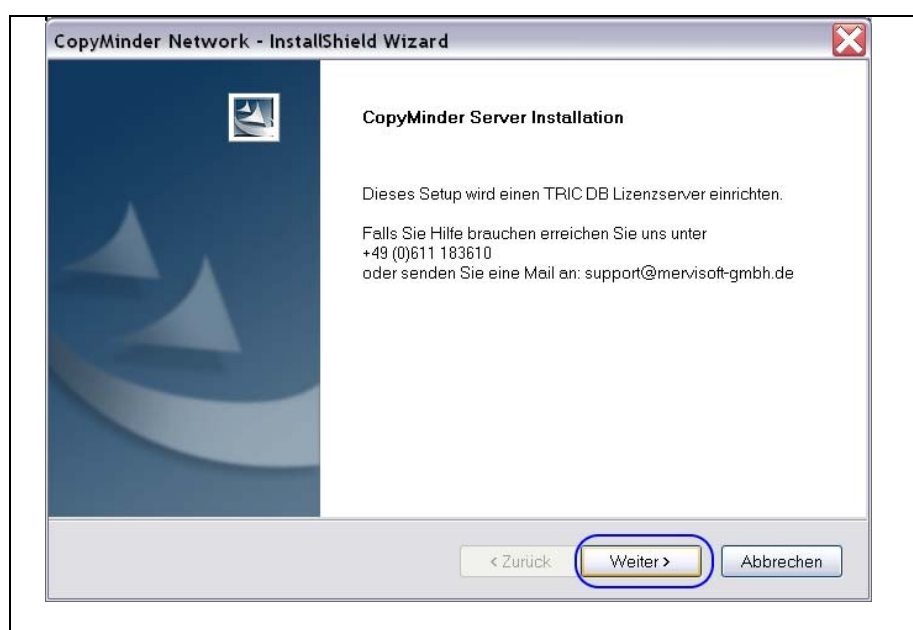 CopyMinder Network - InstallShield Wizard
CopyMinder Server Installation
Dieses Setup wird einen TRIC DB Lizenzserver einrichten.
Falls Sie Hilfe brauchen erreichen Sie uns unter
+49 (0)611 183610
oder senden Sie eine Mail an: support@mervisoft-gmbh.de
< Zurück
Weiter >
Abbrechen